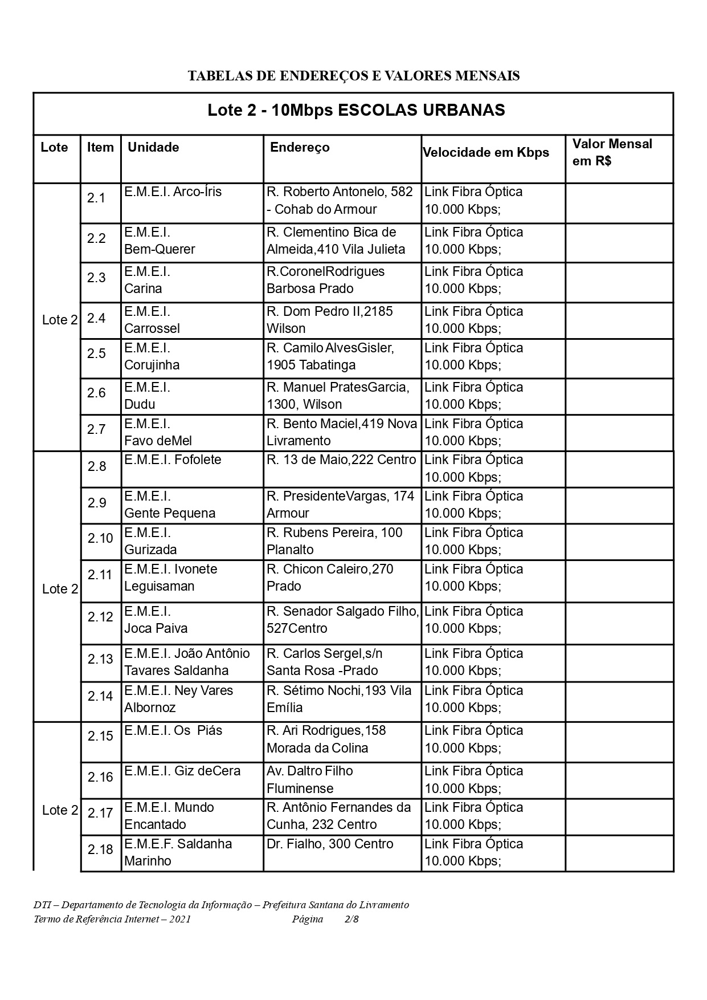 TABELAS DE ENDEREÇOS E VALORES MENSAIS
Lote 2 - 10Mbps ESCOLAS URBANAS
Lote Item Unidade Endereço Velocidade em Kbps Valor Mensal
em R$
Lote 2
2.1 E.M.E.I. Arco-Íris R. Roberto Antonelo, 582 Link Fibra Óptica
- Cohab do Armour 10.000 Kbps;
2.2 E.M.E.I. R. Clementino Bica de Link Fibra Óptica
Bem-Querer Almeida,410 Vila Julieta 10.000 Kbps;
2.3 E.M.E.I. R.CoronelRodrigues Link Fibra Óptica
Carina Barbosa Prado 10.000 Kbps;
2.4 E.M.E.I. R. Dom Pedro II,2185 Link Fibra Óptica
Carrossel Wilson 10.000 Kbps;
2.5 E.M.E.I. R. Camilo AlvesGisler, Link Fibra Óptica
Corujinha 1905 Tabatinga 10.000 Kbps;
2.6 E.M.E.I. R. Manuel PratesGarcia, Link Fibra Óptica
Dudu 1300, Wilson 10.000 Kbps;
2.7 E.M.E.I. R. Bento Maciel,419 Nova Link Fibra Óptica
Favo deMel Livramento 10.000 Kbps;
Lote 2
2.8 E.M.E.I. Fofolete R. 13 de Maio,222 Centro Link Fibra Óptica
10.000 Kbps;
2.9 E.M.E.I. R. PresidenteVargas, 174 Link Fibra Óptica
Gente Pequena Armour 10.000 Kbps;
2.10 E.M.E.I. R. Rubens Pereira, 100 Link Fibra Óptica
Gurizada Planalto 10.000 Kbps;
2.11 E.M.E.I. Ivonete R. Chicon Caleiro,270 Link Fibra Óptica
Leguisaman Prado 10.000 Kbps;
2.12 E.M.E.I. R. Senador Salgado Filho, Link Fibra Óptica
Joca Paiva 527Centro 10.000 Kbps;
2.13 E.M.E.I. João Antônio R. Carlos Sergel,s/n Link Fibra Óptica
Tavares Saldanha Santa Rosa -Prado 10.000 Kbps;
2.14 E.M.E.I. Ney Vares R. Sétimo Nochi,193 Vila Link Fibra Óptica
Albornoz Emília 10.000 Kbps;
Lote 2
2.15 E.M.E.I. Os Piás R. Ari Rodrigues,158 Link Fibra Óptica
Morada da Colina 10.000 Kbps;
2.16 E.M.E.I. Giz deCera Av. Daltro Filho Link Fibra Óptica
Fluminense 10.000 Kbps;
2.17 E.M.E.I. Mundo R. Antônio Fernandes da Link Fibra Óptica
Encantado Cunha, 232 Centro 10.000 Kbps;
2.18 E.M.E.F. Saldanha Dr. Fialho, 300 Centro Link Fibra Óptica
Marinho 10.000 Kbps;
DTI – Departamento de Tecnologia da Informação – Prefeitura Santana do Livramento
Termo de Referência Internet – 2021 Página 2/8